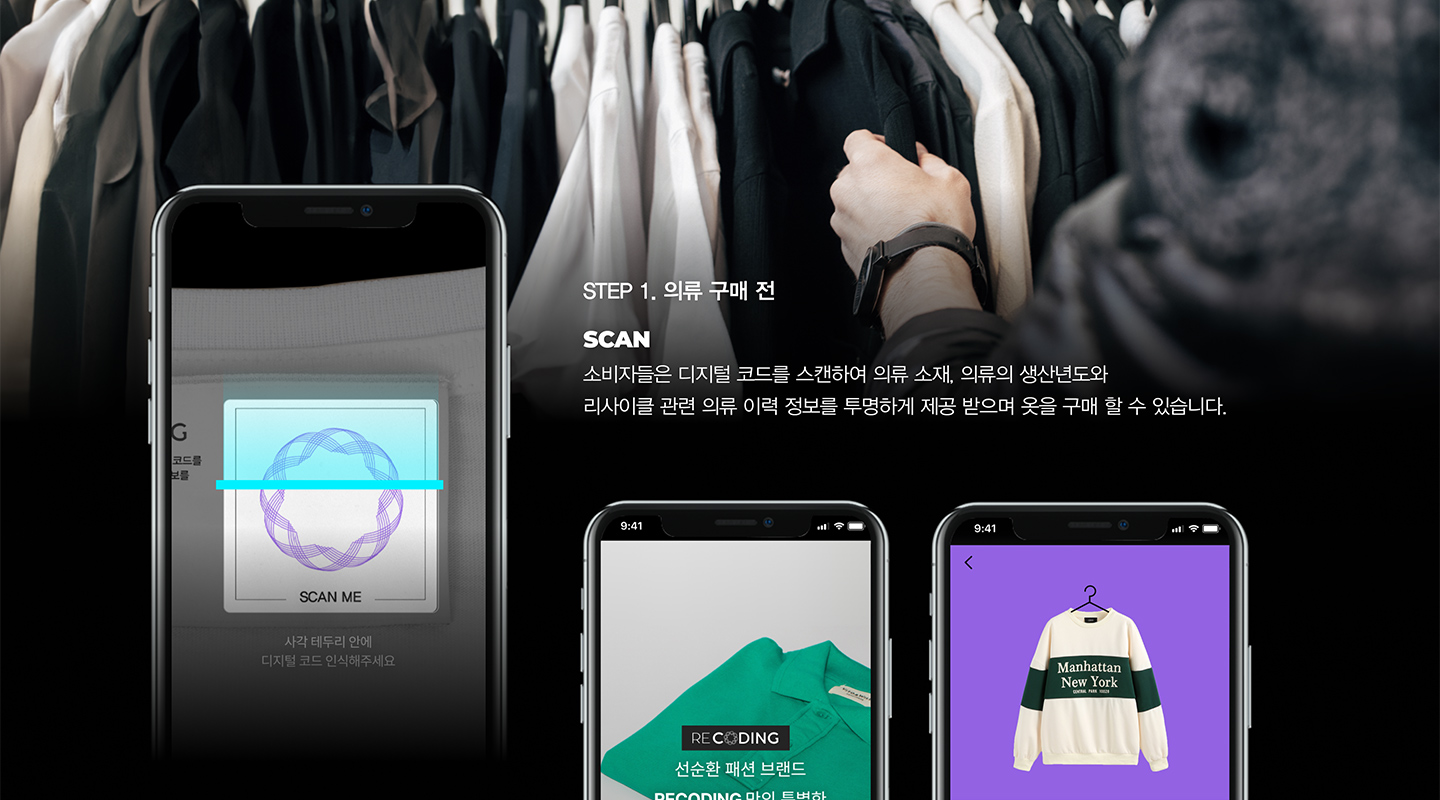 STEP 1. 의류 구매 전
SCAN
소비자들은 디지털 코드를 스캔하여 의류 소재, 의류의 생산년도와
리사이클 관련 의류 이력 정보를 투명하게 제공 받으며 옷을 구매 할 수 있습니다.
G
코드를
보를
SCAN ME
사각 테두리 안에
디지털 코드 인식해주세요
9:41
RECODING
선순환 패션 브랜드
RECODING 만의 특별한
9:41
Manhattan
New York
CENTRAL PARK